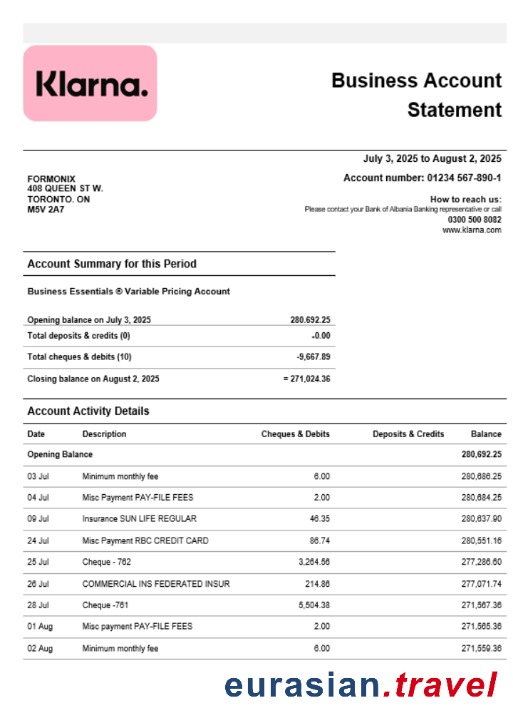 Klarna.
Business Account
Statement
July 3, 2025 to August 2, 2025
FORMONIX
408 QUEEN ST W.
TORONTO. ON
M5V 2A7
Account number: 01234 567-890-1
How to reach us:
Please contact your Bank of Albania Banking representative or call
0300 500 8082
www.klarna.com
Account Summary for this Period
Business Essentials ® Variable Pricing Account
Opening balance on July 3, 2025 280.692.25
Total deposits & credits (0) -0.00
Total cheques & debits (10) -9,667.89
Closing balance on August 2, 2025 = 271,024.36
Account Activity Details
Date Description Cheques & Debits Deposits & Credits Balance
Opening Balance 280,692.25
03 Jul Minimum monthly fee 6.00 280,686.25
04 Jul Misc Payment PAY-FILE FEES 2.00 280,684.25
09 Jul Insurance SUN LIFE REGULAR 46.35 280,637.90
24 Jul Misc Payment RBC CREDIT CARD 86.74 280,551.16
25 Jul Cheque - 762 3,264.56 277,286.60
26 Jul COMMERCIAL INS FEDERATED INSUR 214.86 277,071.74
28 Jul Cheque -761 5,504.38 271,567.36
01 Aug Misc payment PAY-FILE FEES 2.00 271,565.36
02 Aug Minimum monthly fee 6.00 271,559.36
eurasian.travel